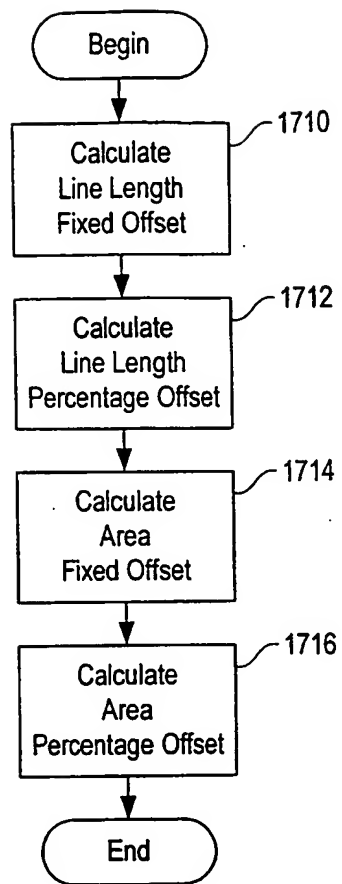 Begin
1710
Calculate
Line Length
Fixed Offset
1712
Calculate
Line Length
Percentage Offset
1714
Calculate
Area
Fixed Offset
1716
Calculate
Area
Percentage Offset
End